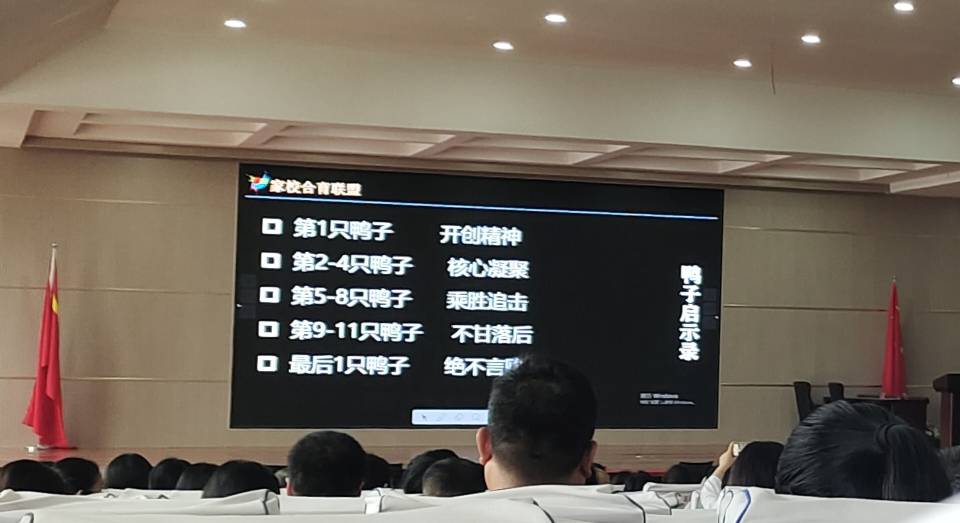 家校合育联盟
第1只鸭子 开创精神
第2-4只鸭子 核心凝聚
第5-8只鸭子 乘胜追击
第9-11只鸭子 不甘落后
最后1只鸭子 绝不言
鸭子启示录
激活 Windows